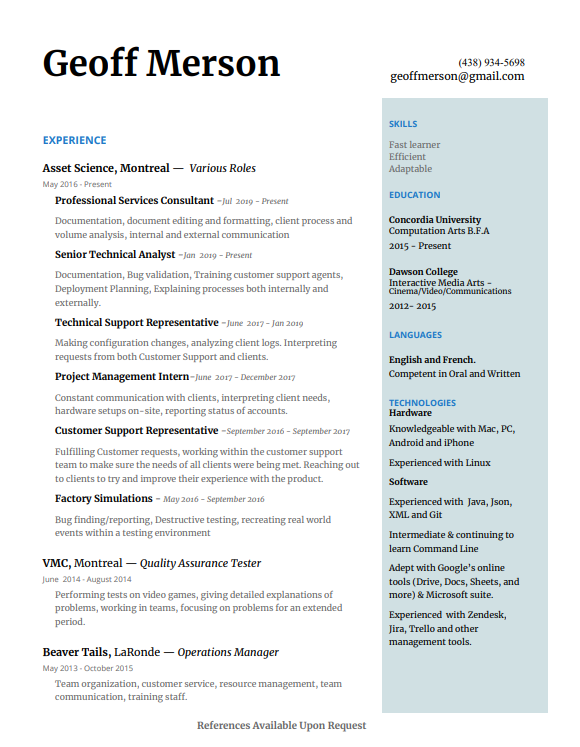 Geoff Merson
(438) 934-5698
geoffmerson@gmail.com
EXPERIENCE
Asset Science, Montreal — Various Roles
May 2016 - Present
Professional Services Consultant -Jul 2019 - Present
Documentation, document editing and formatting, client process and
volume analysis, internal and external communication
Senior Technical Analyst -Jan 2019 - Present
Documentation, Bug validation, Training customer support agents,
Deployment Planning, Explaining processes both internally and
externally.
Technical Support Representative -June 2017 - Jan 2019
Making configuration changes, analyzing client logs. Interpreting
requests from both Customer Support and clients.
Project Management Intern-June 2017 - December 2017
Constant communication with clients, interpreting client needs,
hardware setups on-site, reporting status of accounts.
Customer Support Representative -September 2016 - September 2017
Fulfilling Customer requests, working within the customer support
team to make sure the needs of all clients were being met. Reaching out
to clients to try and improve their experience with the product.
Factory Simulations - May 2016 - September 2016
Bug finding/reporting, Destructive testing, recreating real world
events within a testing environment
VMC, Montreal — Quality Assurance Tester
June 2014 - August 2014
Performing tests on video games, giving detailed explanations of
problems, working in teams, focusing on problems for an extended
period.
Beaver Tails, LaRonde — Operations Manager
May 2013 - October 2015
Team organization, customer service, resource management, team
communication, training staff.
SKILLS
Fast learner
Efficient
Adaptable
EDUCATION
Concordia University
Computation Arts B.F.A
2015 - Present
Dawson College
Interactive Media Arts -
Cinema/Video/Communications
2012- 2015
LANGUAGES
English and French.
Competent in Oral and Written
TECHNOLOGIES
Hardware
Knowledgeable with Mac, PC,
Android and iPhone
Experienced with Linux
Software
Experienced with Java, Json,
XML and Git
Intermediate & continuing to
learn Command Line
Adept with Google's online
tools (Drive, Docs, Sheets, and
more) & Microsoft suite.
Experienced with Zendesk,
Jira, Trello and other
management tools.
References Available Upon Request